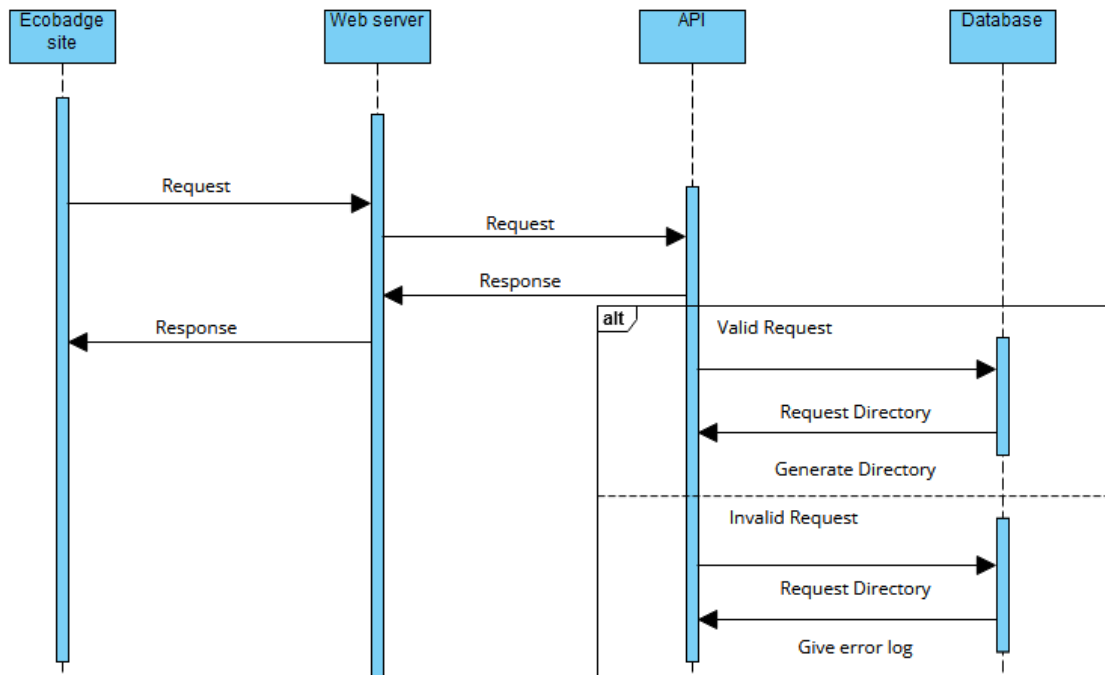 Ecobadge
site
Web server
API
Database
Request
Request
Response
Response
alt
Valid Request
Request Directory
Generate Directory
Invalid Request
Request Directory
Give error log